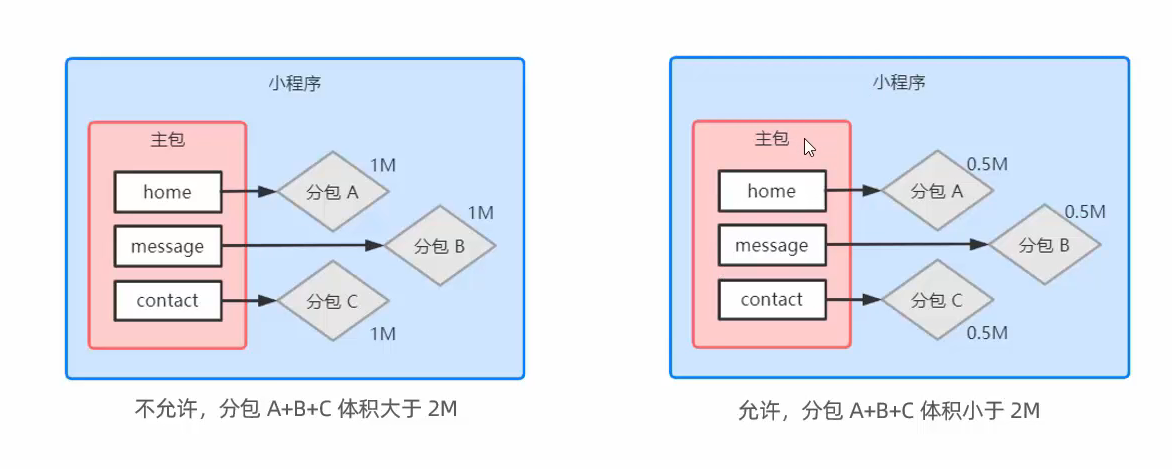 小程序
主包
home
message
contact
分包 A
1M
分包 B
1M
分包 C
1M
不允许，分包 A+B+C 体积大于 2M
小程序
主包
home
message
contact
分包 A
0.5M
分包 B
0.5M
分包 C
0.5M
允许，分包 A+B+C 体积小于 2M